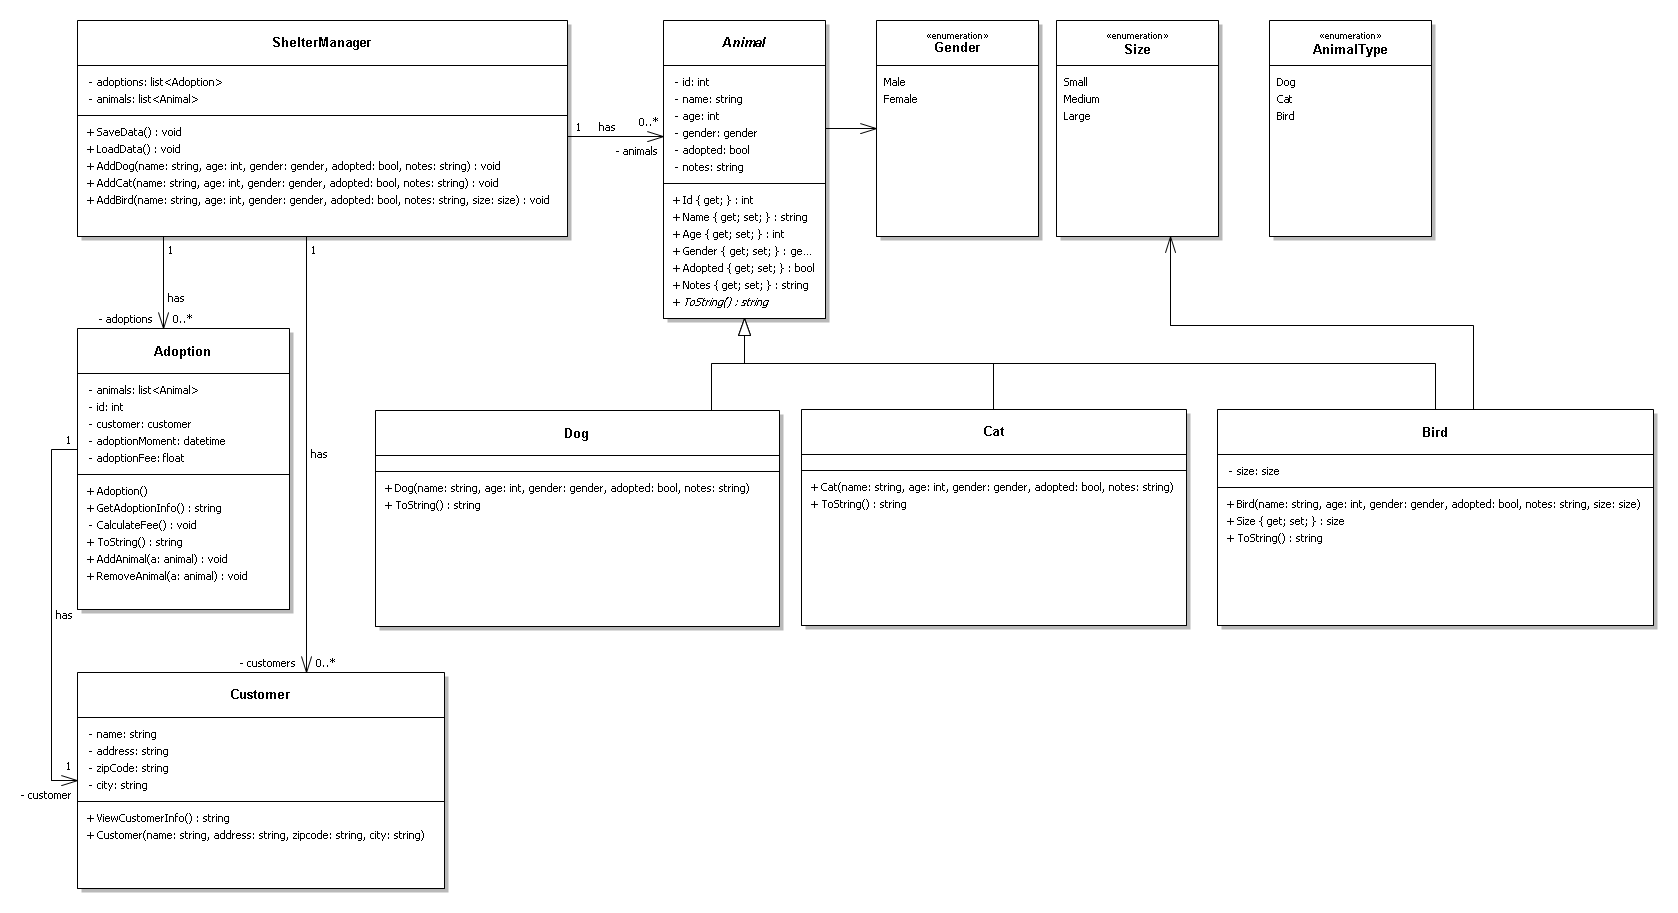 ShelterManager
- adoptions: list<Adoption>
- animals: list<Animal>
+ SaveData() : void
+ LoadData() : void
+ AddDog(name: string, age: int, gender: gender, adopted: bool, notes: string) : void
+ AddCat(name: string, age: int, gender: gender, adopted: bool, notes: string) : void
+ AddBird(name: string, age: int, gender: gender, adopted: bool, notes: string, size: size) : void
1
has
0..*
- animals
Animal
- id: int
- name: string
- age: int
- gender: gender
- adopted: bool
- notes: string
+ Id { get; } : int
+ Name { get; set; } : string
+ Age { get; set; } : int
+ Gender { get; set; } : ge...
+ Adopted { get; set; } : bool
+ Notes { get; set; } : string
+ ToString() : string
«enumeration»
Gender
Male
Female
«enumeration»
Size
Small
Medium
Large
«enumeration»
AnimalType
Dog
Cat
Bird
1
has
- adoptions
0..*
1
has
- customers
0..*
Adoption
- animals: list<Animal>
- id: int
- customer: customer
- adoptionMoment: datetime
- adoptionFee: float
+ Adoption()
+ GetAdoptionInfo() : string
- CalculateFee() : void
+ ToString() : string
+ AddAnimal(a: animal) : void
+ RemoveAnimal(a: animal) : void
1
has
1
- customer
Dog
+ Dog(name: string, age: int, gender: gender, adopted: bool, notes: string)
+ ToString() : string
Cat
+ Cat(name: string, age: int, gender: gender, adopted: bool, notes: string)
+ ToString() : string
Bird
- size: size
+ Bird(name: string, age: int, gender: gender, adopted: bool, notes: string, size: size)
+ Size { get; set; } : size
+ ToString() : string
Customer
- name: string
- address: string
- zipCode: string
- city: string
+ ViewCustomerInfo() : string
+ Customer(name: string, address: string, zipcode: string, city: string)